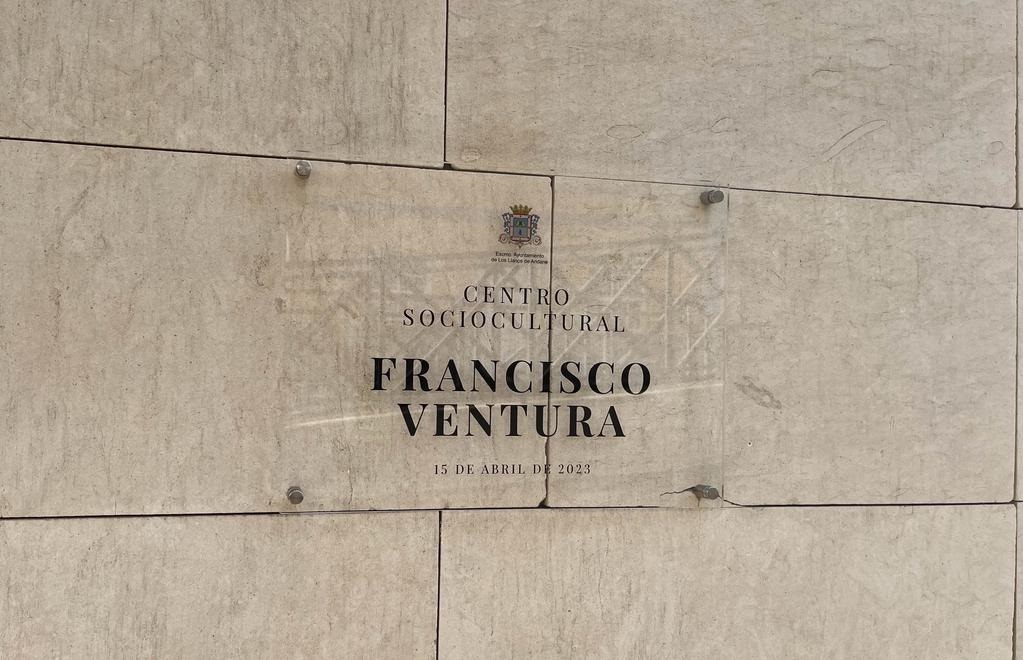 Excmo. Ayuntamiento
de Los Llanos de Aridane
CENTRO
SOCIOCULTURAL
FRANCISCO
VENTURA
15 DE ABRIL DE 2023